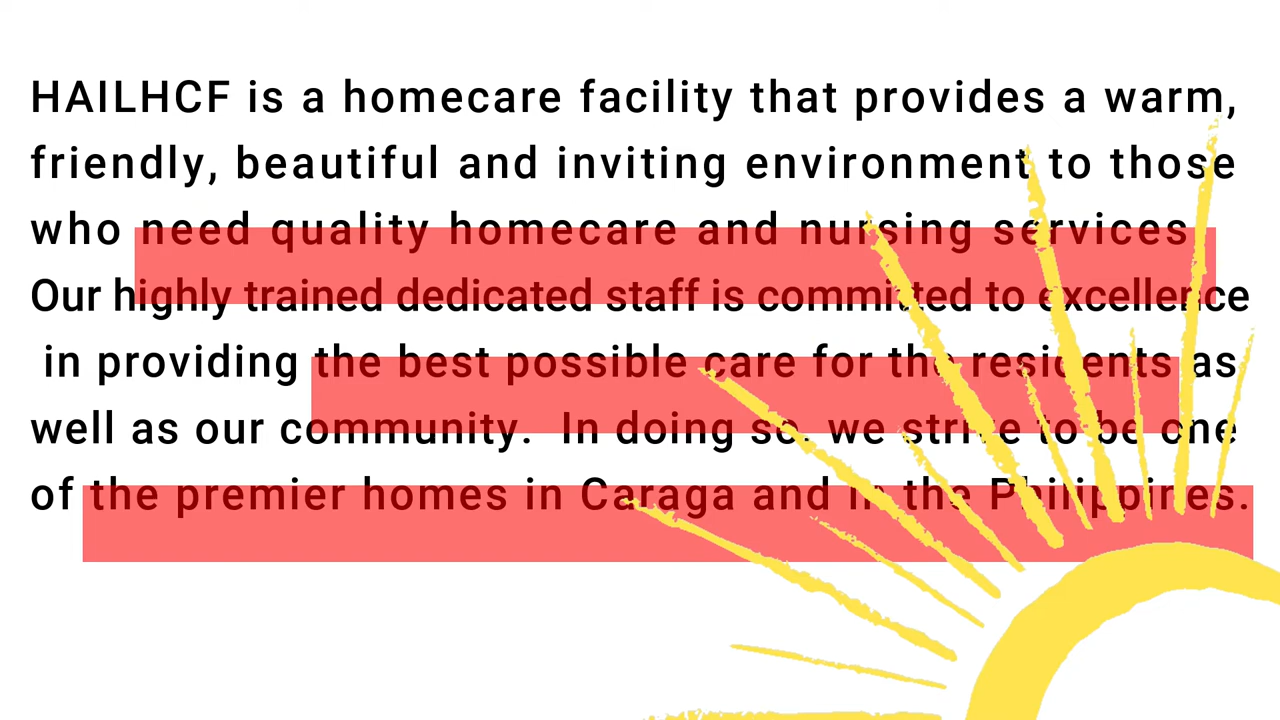 HAILHCF is a homecare facility that provides a warm,
friendly, beautiful and inviting environment to those
who need quality homecare and nursing services
Our highly trained dedicated staff is committed to excellence
in providing the best possible care for the residents as
well as our community. In doing so, we strive to be one
of the premier homes in Caraga and in the Philippines.